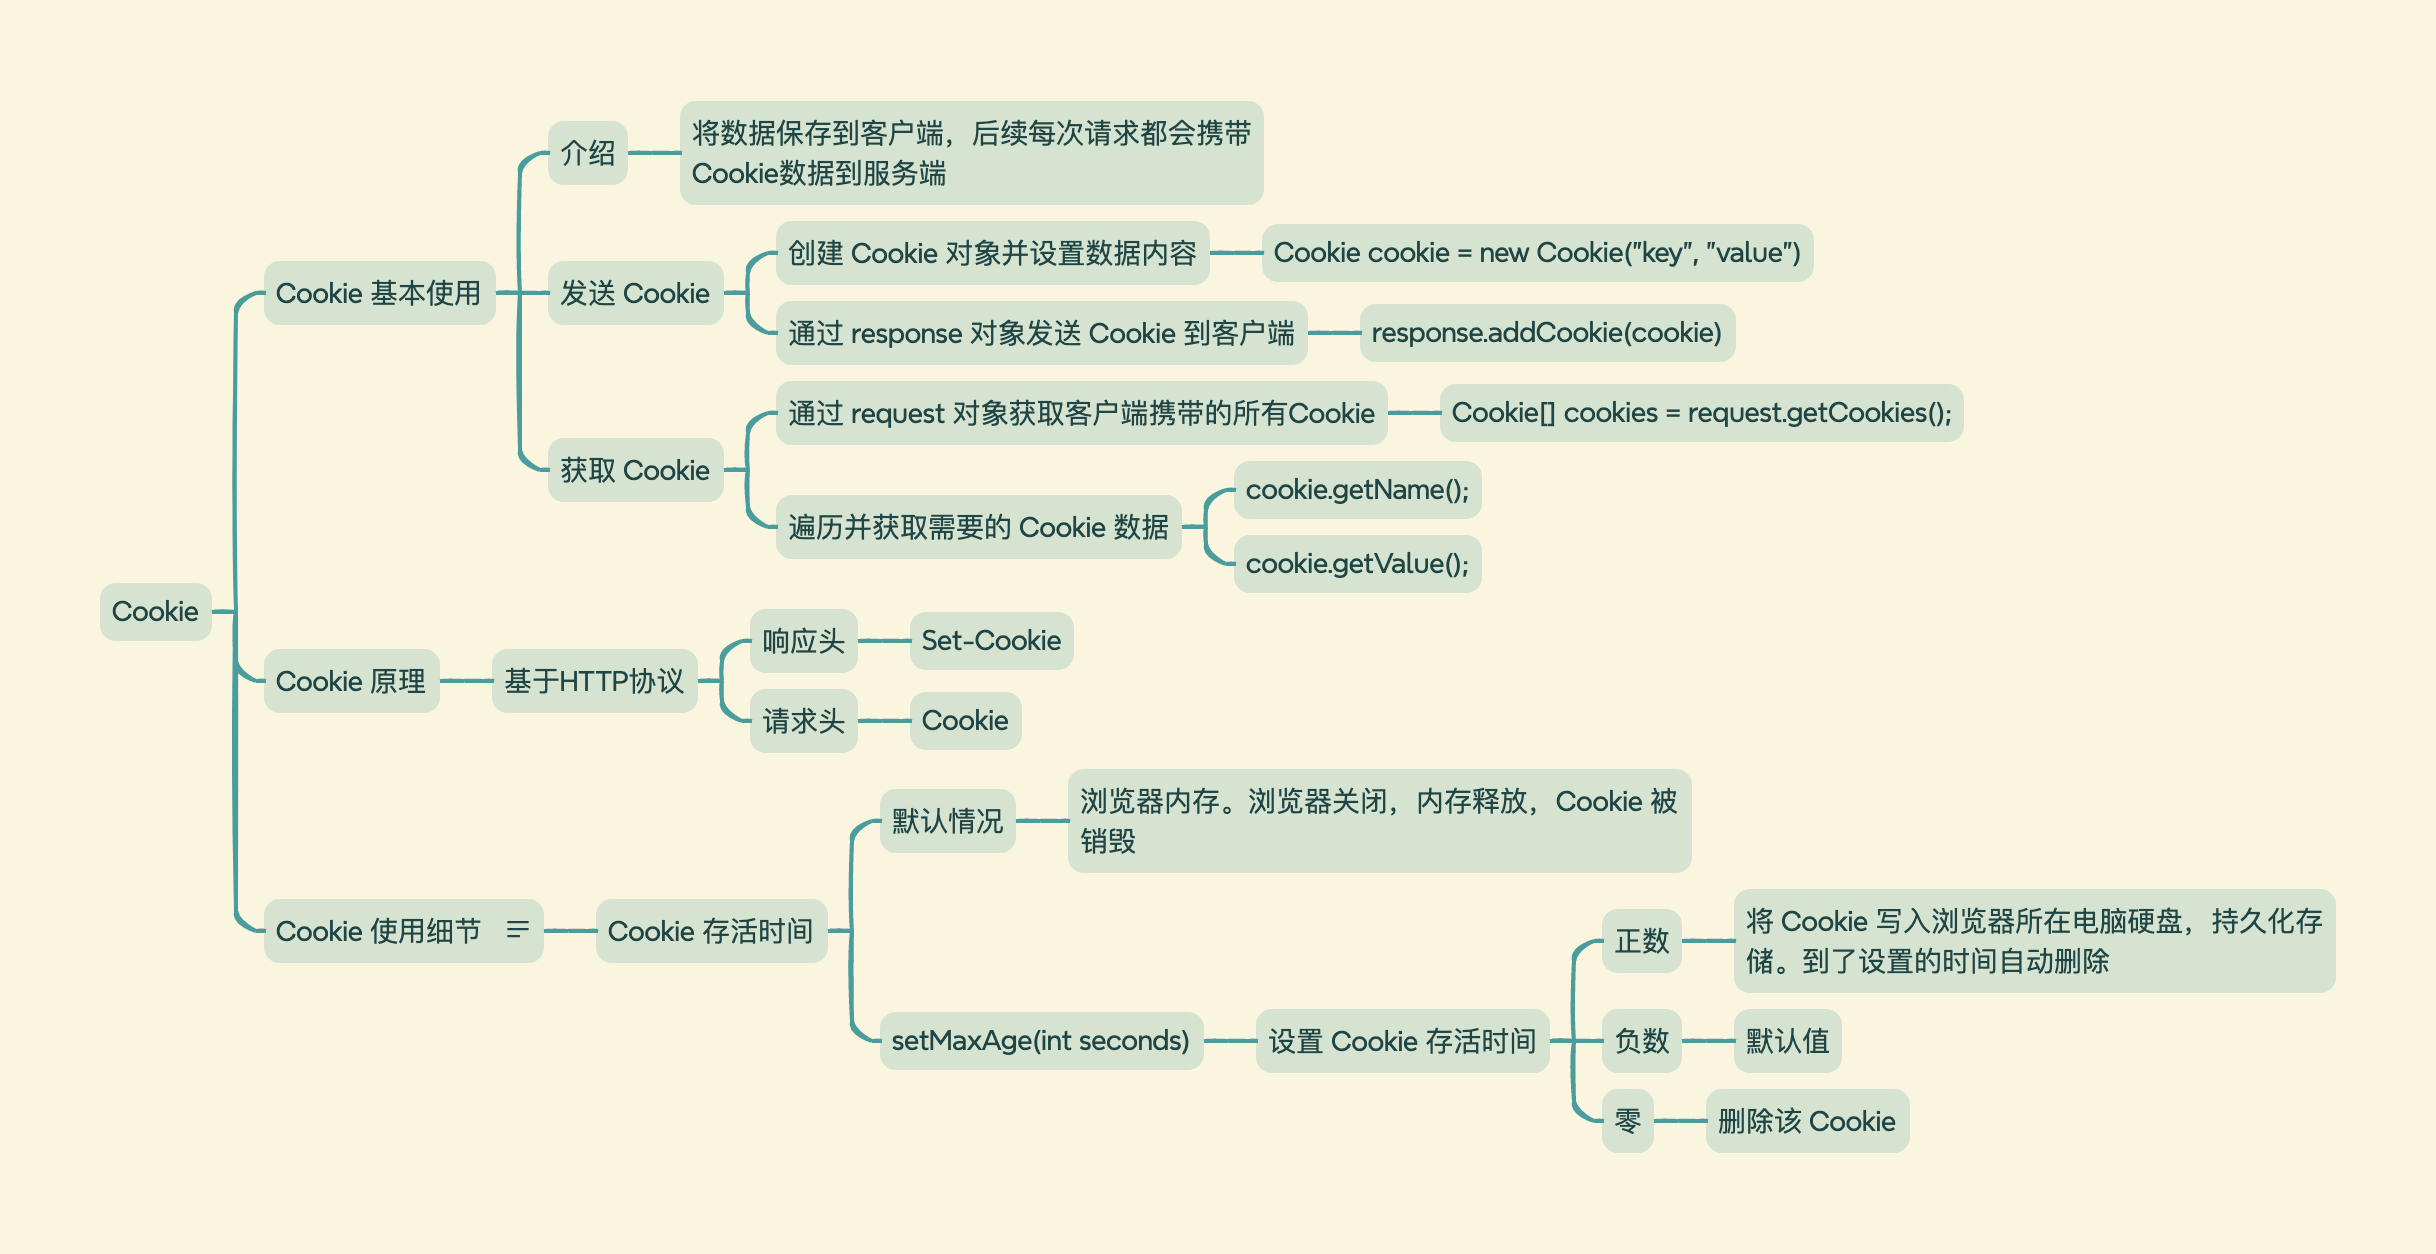 Cookie
Cookie 基本使用
介绍
将数据保存到客户端，后续每次请求都会携带
Cookie数据到服务端
发送 Cookie
创建 Cookie 对象并设置数据内容
Cookie cookie = new Cookie("key", "value")
通过 response 对象发送 Cookie 到客户端
response.addCookie(cookie)
获取 Cookie
通过 request 对象获取客户端携带的所有Cookie
Cookie[] cookies = request.getCookies();
遍历并获取需要的 Cookie 数据
cookie.getName();
cookie.getValue();
Cookie 原理
基于HTTP协议
响应头
Set-Cookie
请求头
Cookie
Cookie 使用细节
Cookie 存活时间
默认情况
浏览器内存。浏览器关闭，内存释放，Cookie 被
销毁
setMaxAge(int seconds)
设置 Cookie 存活时间
正数
将 Cookie 写入浏览器所在电脑硬盘，持久化存
储。到了设置的时间自动删除
负数
默认值
零
删除该 Cookie